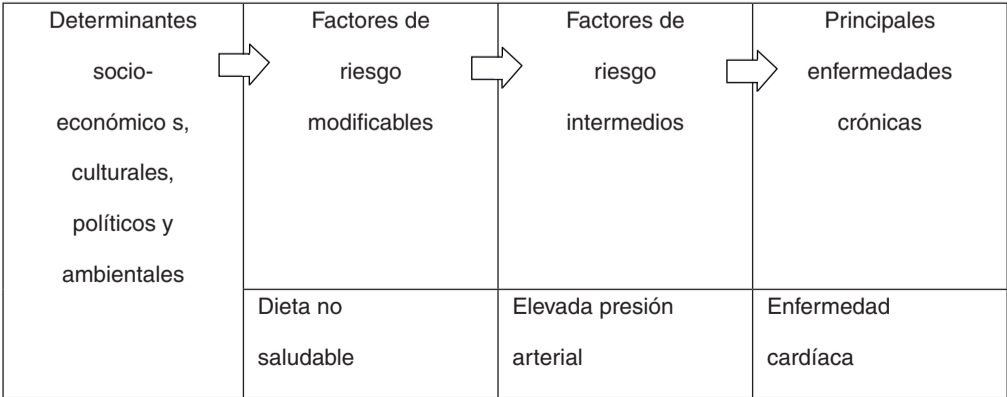 Determinantes
socio-
económico s,
culturales,
políticos y
ambientales
Factores de
riesgo
modificables
Factores de
riesgo
intermedios
Principales
enfermedades
crónicas
Dieta no
saludable
Elevada presión
arterial
Enfermedad
cardíaca